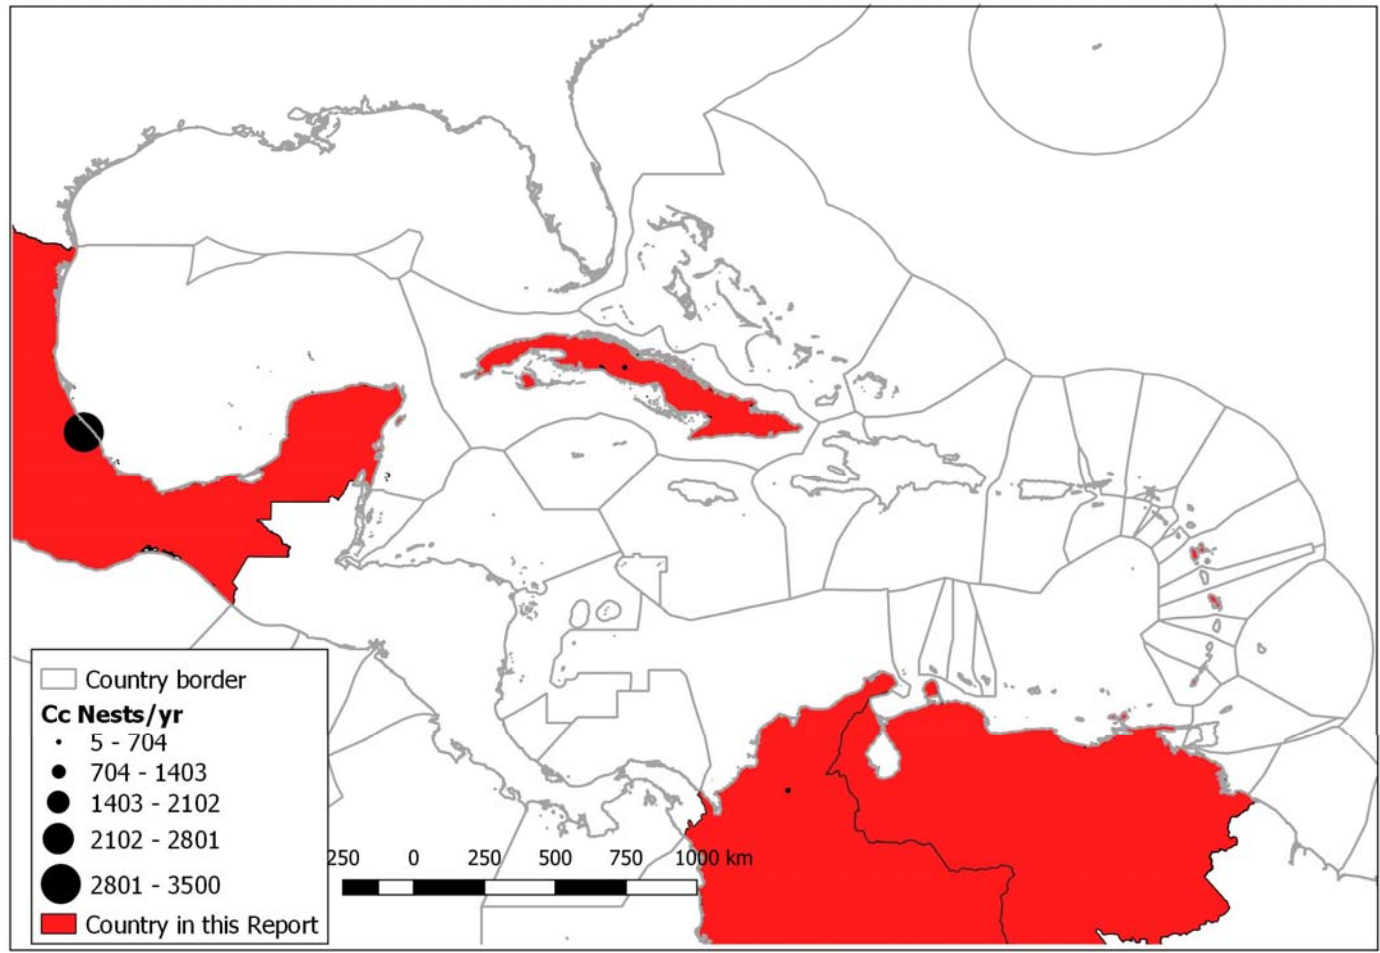 Country border
Cc Nests/yr
5 - 704
704 - 1403
1403 - 2102
2102 - 2801
2801 - 3500
Country in this Report
250 0 250 500 750 1000 km